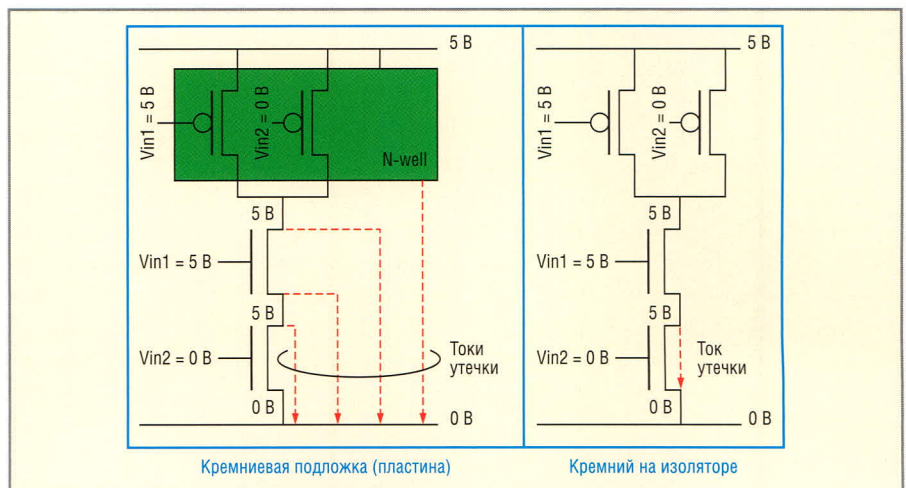 5 В
Vin1 = 5 В
Vin2 = 0 В
N-well
5 В
Vin1 = 5 В
5 В
Vin2 = 0 В
Токи
утечки
0 В
0 В
Кремниевая подложка (пластина)
5 В
Vin1 = 5 В
Vin2 = 0 В
5 В
Vin1 = 5 В
5 В
Vin2 = 0 В
Ток
утечки
0 В
0 В
Кремний на изоляторе